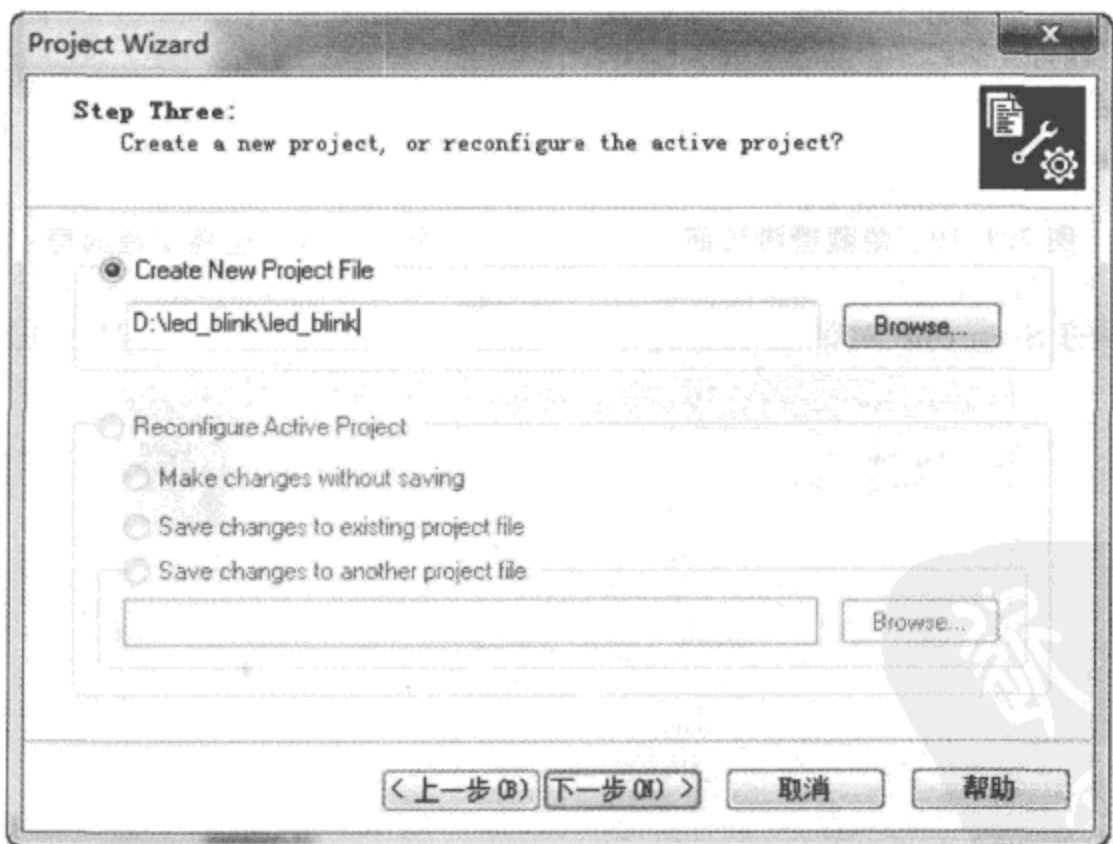 Project Wizard
Step Three:
Create a new project, or reconfigure the active project?
Create New Project File
D:\led_blink\led_blink
Browse...
Reconfigure Active Project
Make changes without saving
Save changes to existing project file
Save changes to another project file
Browse...
< 上一步(B) 下一步(N) > 取消 帮助